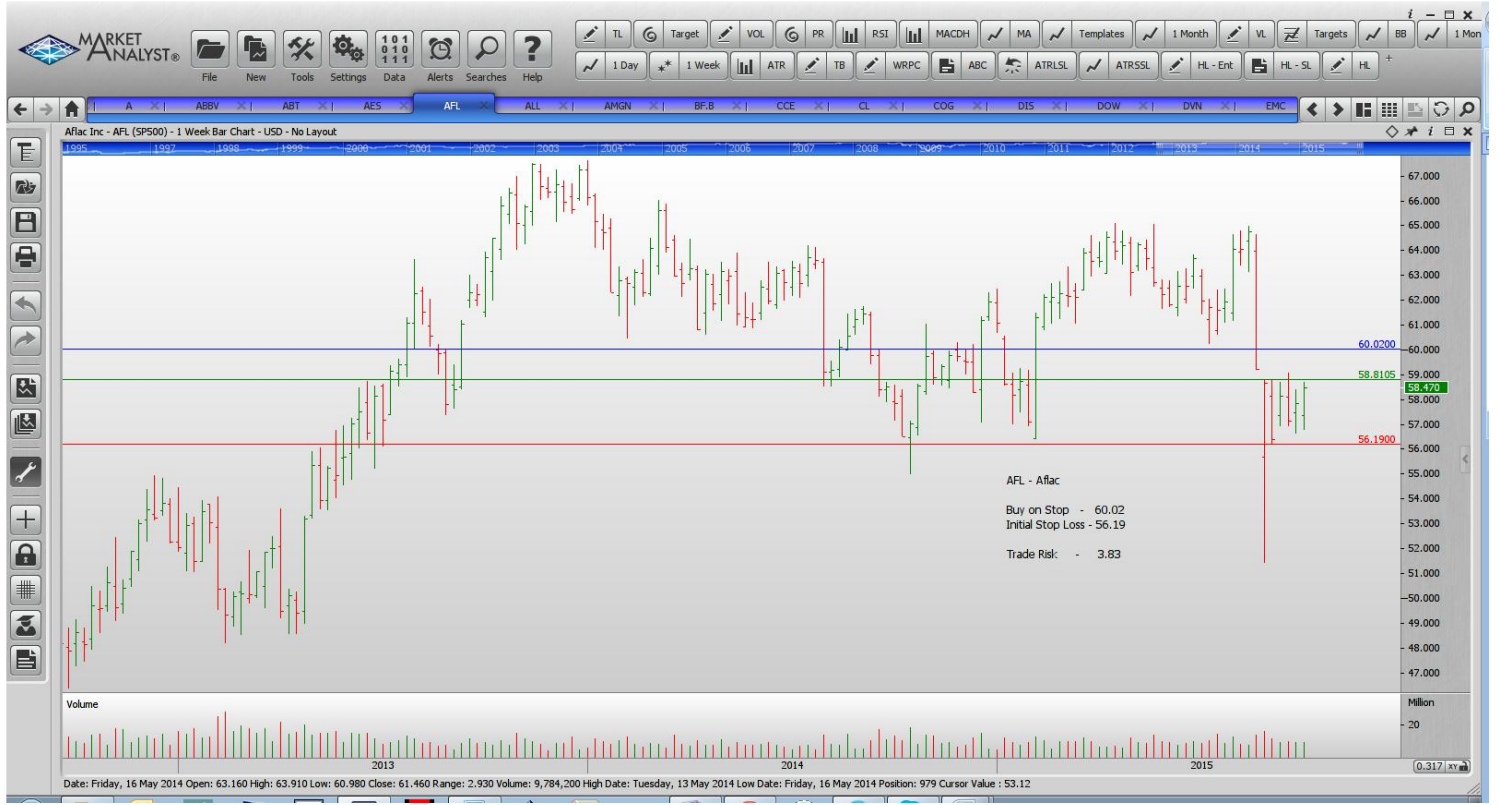 MARKET
ANALYST®
File New Tools Settings Data Alerts Searches Help
TL Target VOL PR RSI MACDH MA Templates 1 Month VL Targets BB 1 Mon
1 Day 1 Week ATR TB WRPC ABC ATRLSL ATRSSL HL - Ent HL - SL HL +
A ABBV ABT AES AFL ALL AMGN BF.B CCE CL COG DIS DOW DVN EMC
Aflac Inc - AFL (SP500) - 1 Week Bar Chart - USD - No Layout
1995 1997 1998 1999 2000 2001 2002 2003 2004 2005 2006 2007 2008 2009 2010 2011 2012 2013 2014 2015
67.000
66.000
65.000
64.000
63.000
62.000
61.000
60.0200
60.000
58.8105
59.000
58.470
58.000
57.000
56.1900
56.000
55.000
54.000
53.000
52.000
51.000
50.000
49.000
48.000
47.000
AFL - Aflac
Buy on Stop - 60.02
Initial Stop Loss - 56.19
Trade Risk - 3.83
Volume
Million
20
2013 2014 2015
0.317 XY
Date: Friday, 16 May 2014 Open: 63.160 High: 63.910 Low: 60.980 Close: 61.460 Range: 2.930 Volume: 9,784,200 High Date: Tuesday, 13 May 2014 Low Date: Friday, 16 May 2014 Position: 979 Cursor Value : 53.12